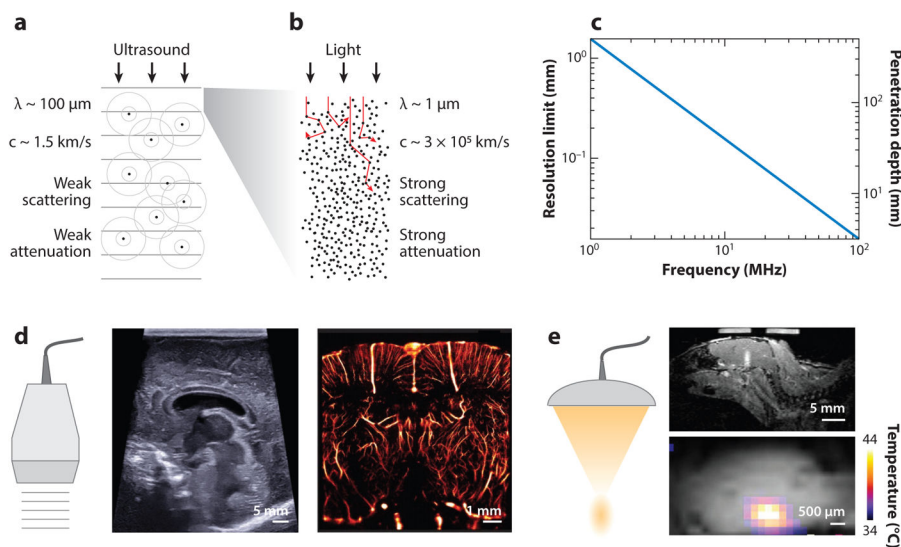 a
Ultrasound
λ ~ 100 μm
c ~ 1.5 km/s
Weak
scattering
Weak
attenuation
b
Light
λ ~ 1 μm
c ~ 3 × 10⁵ km/s
Strong
scattering
Strong
attenuation
c
Resolution limit (mm)
10⁰
10⁻¹
Penetration depth (mm)
10²
10¹
10⁰
10¹
10²
Frequency (MHz)
d
5 mm
1 mm
e
5 mm
500 μm
44
34
Temperature (°C)